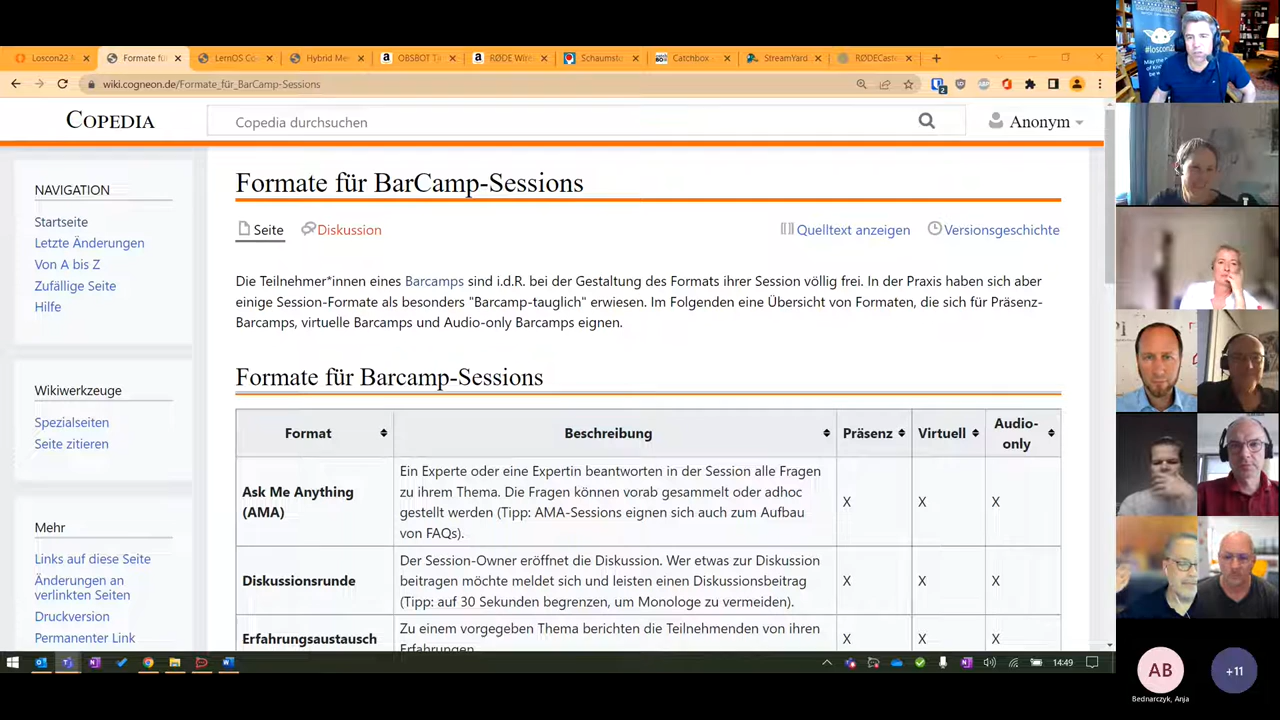 Loscon22 M
Formate für
LernOS Co
Hybrid Me
OBSBOT T
RØDE Wire
Schaumsto
Catchbox
StreamYard
RØDECaste
wiki.cogneon.de/Formate_für_BarCamp-Sessions
COPEDIA
Copedia durchsuchen
Anonym
NAVIGATION
Startseite
Letzte Änderungen
Von A bis Z
Zufällige Seite
Hilfe
Wikiwerkzeuge
Spezialseiten
Seite zitieren
Mehr
Links auf diese Seite
Änderungen an
verlinkten Seiten
Druckversion
Permanenter Link
Formate für BarCamp-Sessions
Seite
Diskussion
Quelltext anzeigen
Versionsgeschichte
Die Teilnehmer*innen eines Barcamps sind i.d.R. bei der Gestaltung des Formats ihrer Session völlig frei. In der Praxis haben sich aber
einige Session-Formate als besonders "Barcamp-tauglich" erwiesen. Im Folgenden eine Übersicht von Formaten, die sich für Präsenz-
Barcamps, virtuelle Barcamps und Audio-only Barcamps eignen.
Formate für Barcamp-Sessions
Format
Beschreibung
Präsenz
Virtuell
Audio-
only
Ask Me Anything
(AMA)
Ein Experte oder eine Expertin beantworten in der Session alle Fragen
zu ihrem Thema. Die Fragen können vorab gesammelt oder adhoc
gestellt werden (Tipp: AMA-Sessions eignen sich auch zum Aufbau
von FAQs).
X
X
X
Diskussionsrunde
Der Session-Owner eröffnet die Diskussion. Wer etwas zur Diskussion
beitragen möchte meldet sich und leisten einen Diskussionsbeitrag
(Tipp: auf 30 Sekunden begrenzen, um Monologe zu vermeiden).
X
X
X
Erfahrungsaustausch
Zu einem vorgegeben Thema berichten die Teilnehmenden von ihren
Erfahrungen
X
X
X
14:49
#loscon2
May the
of Kno
be w
AB
Bednarczyk, Anja
+11